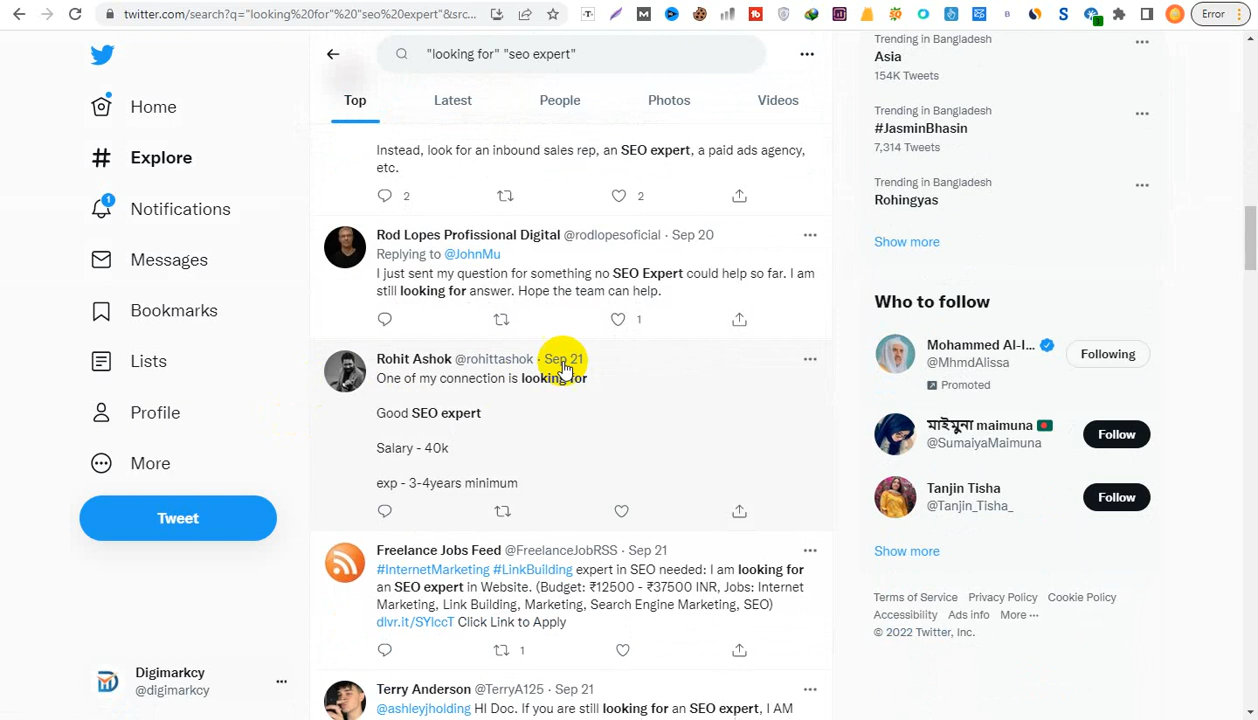 twitter.com/search?q="looking%20for"%20"seo%20expert"&src...
Error
"looking for" "seo expert"
Top
Latest
People
Photos
Videos
Home
Explore
1
Notifications
Messages
Bookmarks
Lists
Profile
More
Tweet
Digimarkcy
@digimarkcy
Instead, look for an inbound sales rep, an SEO expert, a paid ads agency,
etc.
2
2
Rod Lopes Profissional Digital @rodlopesoficial · Sep 20
Replying to @JohnMu
I just sent my question for something no SEO Expert could help so far. I am
still looking for answer. Hope the team can help.
1
Rohit Ashok @rohittashok · Sep 21
One of my connection is looking for
Good SEO expert
Salary - 40k
exp - 3-4years minimum
Freelance Jobs Feed @FreelanceJobRSS · Sep 21
#InternetMarketing #LinkBuilding expert in SEO needed: I am looking for
an SEO expert in Website. (Budget: ₹12500 - ₹37500 INR, Jobs: Internet
Marketing, Link Building, Marketing, Search Engine Marketing, SEO)
dlvr.it/SYlccT Click Link to Apply
1
Terry Anderson @TerryA125 · Sep 21
@ashleyjholding HI Doc. If you are still looking for an SEO expert, I AM
Trending in Bangladesh
Asia
154K Tweets
Trending in Bangladesh
#JasminBhasin
7,314 Tweets
Trending in Bangladesh
Rohingyas
Show more
Who to follow
Mohammed Al-I...
@MhmdAlissa
Promoted
Following
মাইমুনা maimuna
@SumaiyaMaimuna
Follow
Tanjin Tisha
@Tanjin_Tisha_
Follow
Show more
Terms of Service Privacy Policy Cookie Policy
Accessibility Ads info More ···
© 2022 Twitter, Inc.